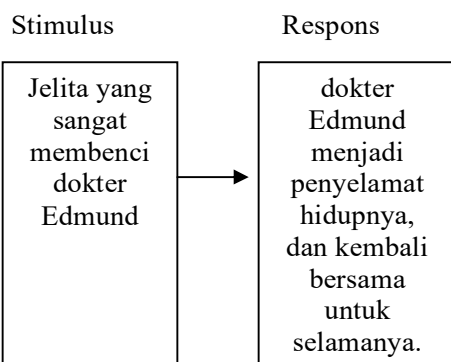 Stimulus
Respons
Jelita yang
sangat
membenci
dokter
Edmund
dokter
Edmund
menjadi
penyelamat
hidupnya,
dan kembali
bersama
untuk
selamanya.